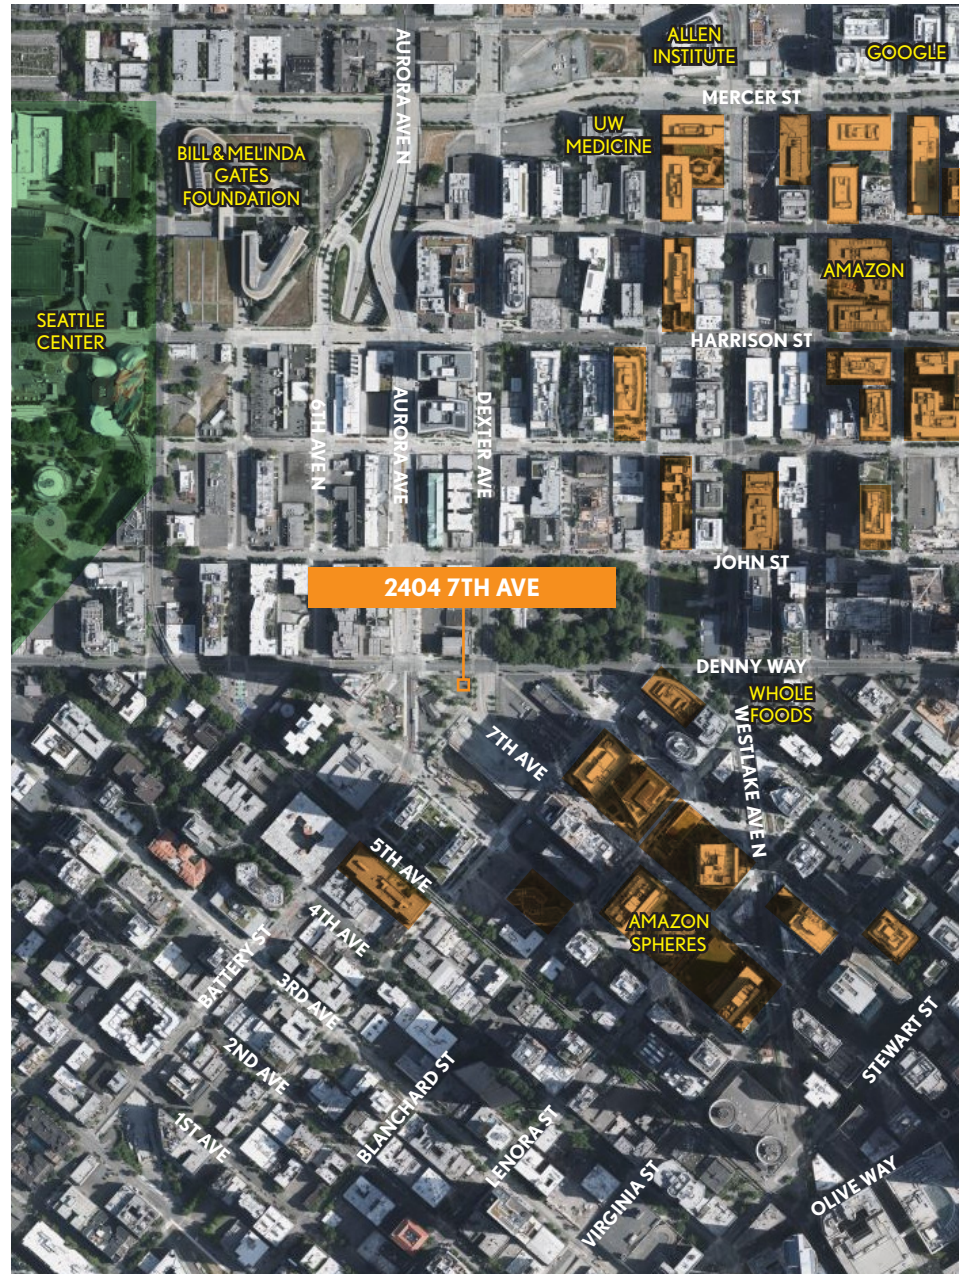 ALLEN
INSTITUTE
GOOGLE
AURORA AVE N
MERCER ST
UW
MEDICINE
BILL & MELINDA
GATES
FOUNDATION
AMAZON
SEATTLE
CENTER
HARRISON ST
6TH AVE N
AURORA AVE
DEXTER AVE
JOHN ST
2404 7TH AVE
DENNY WAY
WHOLE
FOODS
WESTLAKE AVE N
7TH AVE
5TH AVE
4TH AVE
AMAZON
SPHERES
BATTERY ST
3RD AVE
2ND AVE
1ST AVE
BLANCHARD ST
LENORA ST
VIRGINIA ST
STEWART ST
OLIVE WAY